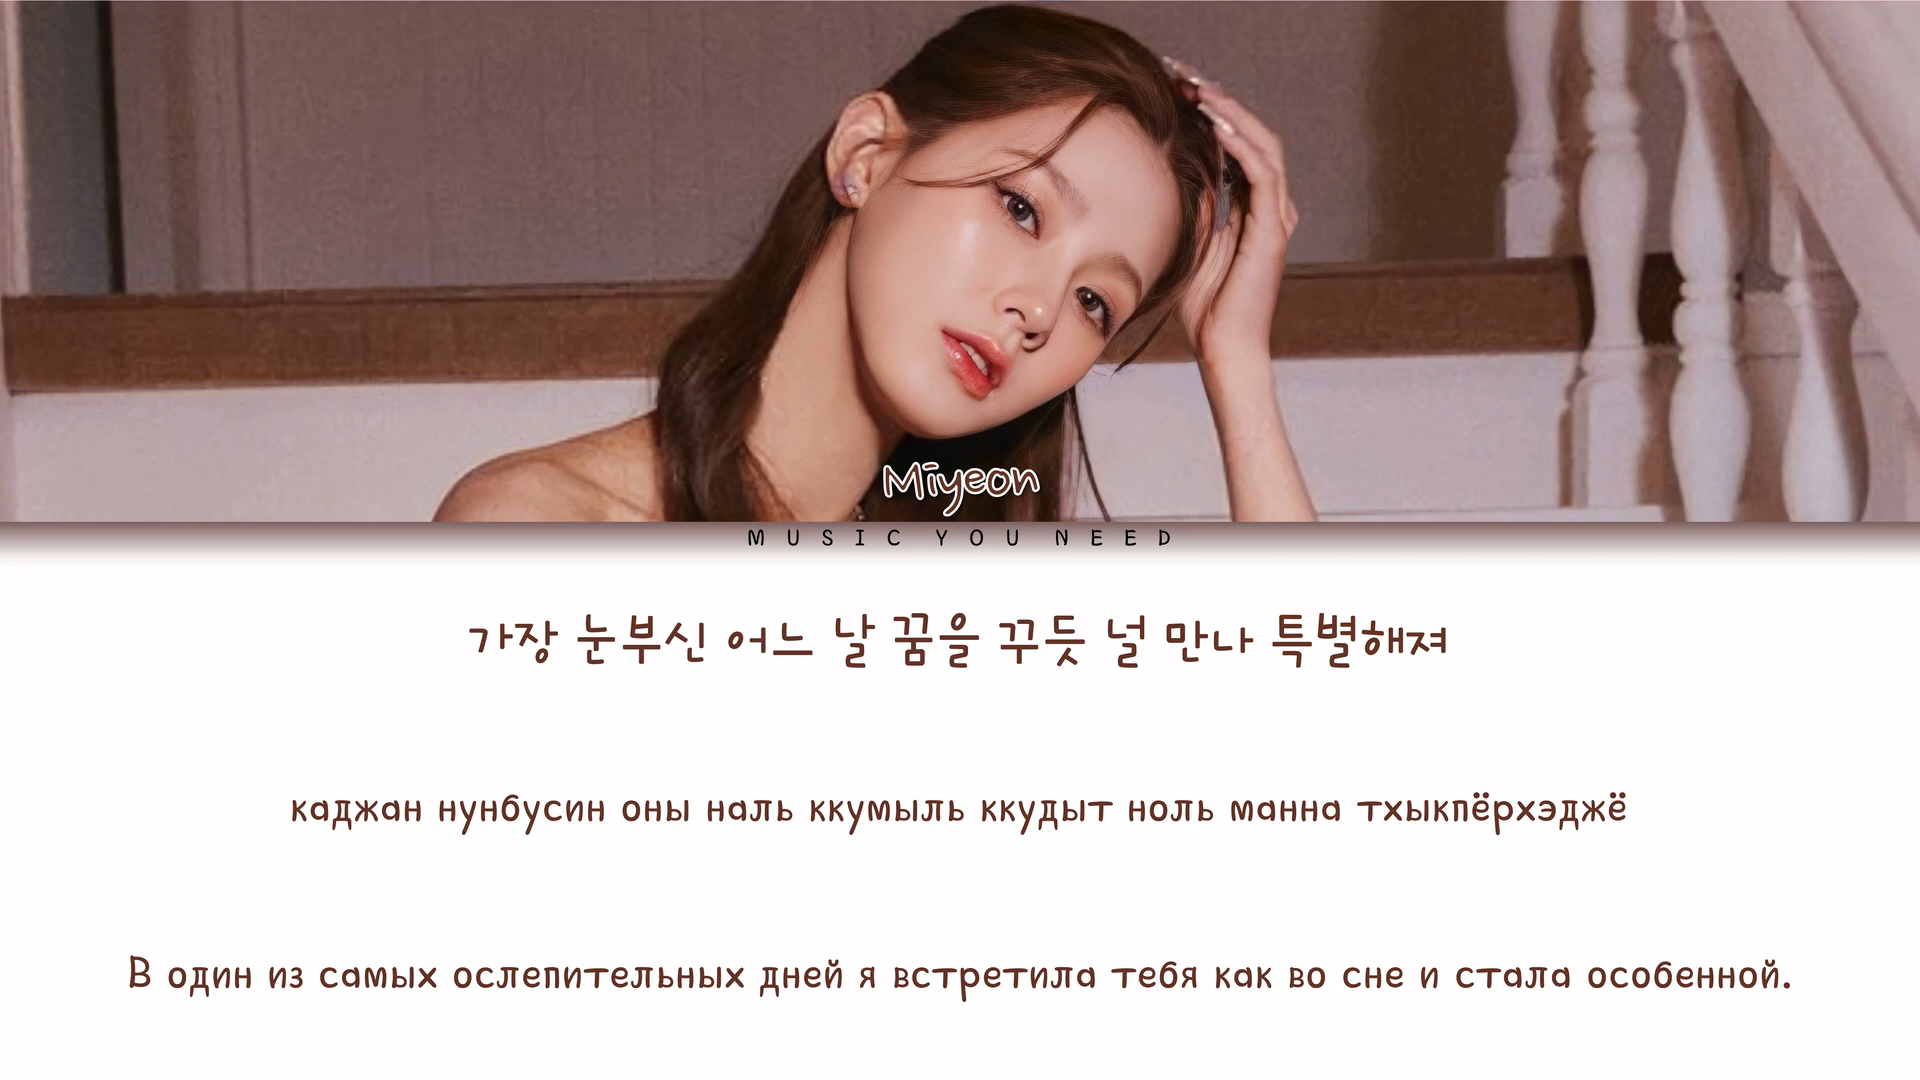 Miyeon
MUSIC YOU NEED
가장 눈부신 어느 날 꿈을 꾸듯 널 만나 특별해져
каджан нунбусин оны наль ккумыль ккудыт ноль манна тхыкпёрхэджё
В один из самых ослепительных дней я встретила тебя как во сне и стала особенной.